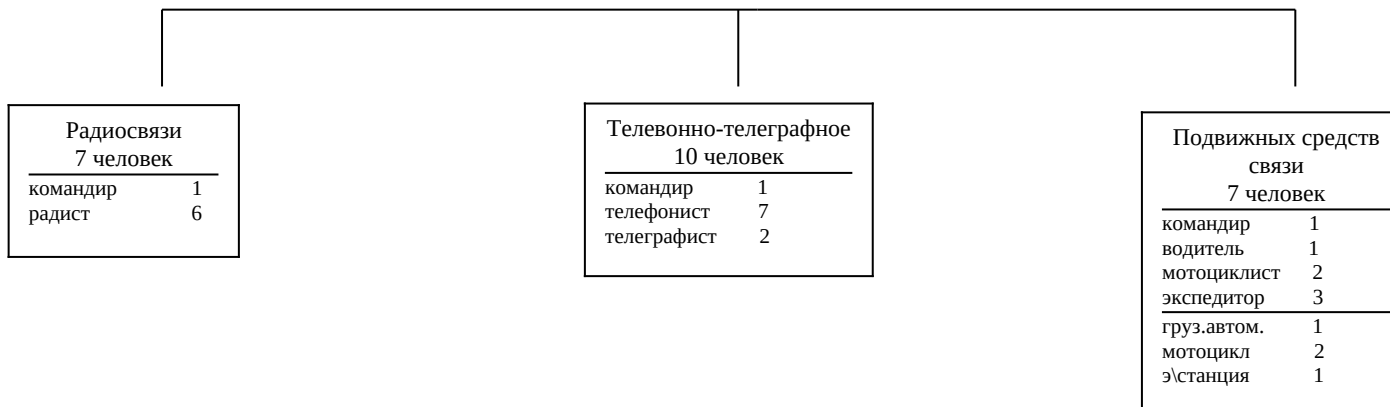 Радиосвязи
7 человек
командир 1
радист 6
Телевонно-телеграфное
10 человек
командир 1
телефонист 7
телеграфист 2
Подвижных средств
связи
7 человек
командир 1
водитель 1
мотоциклист 2
экспедитор 3
груз.автом. 1
мотоцикл 2
э\станция 1